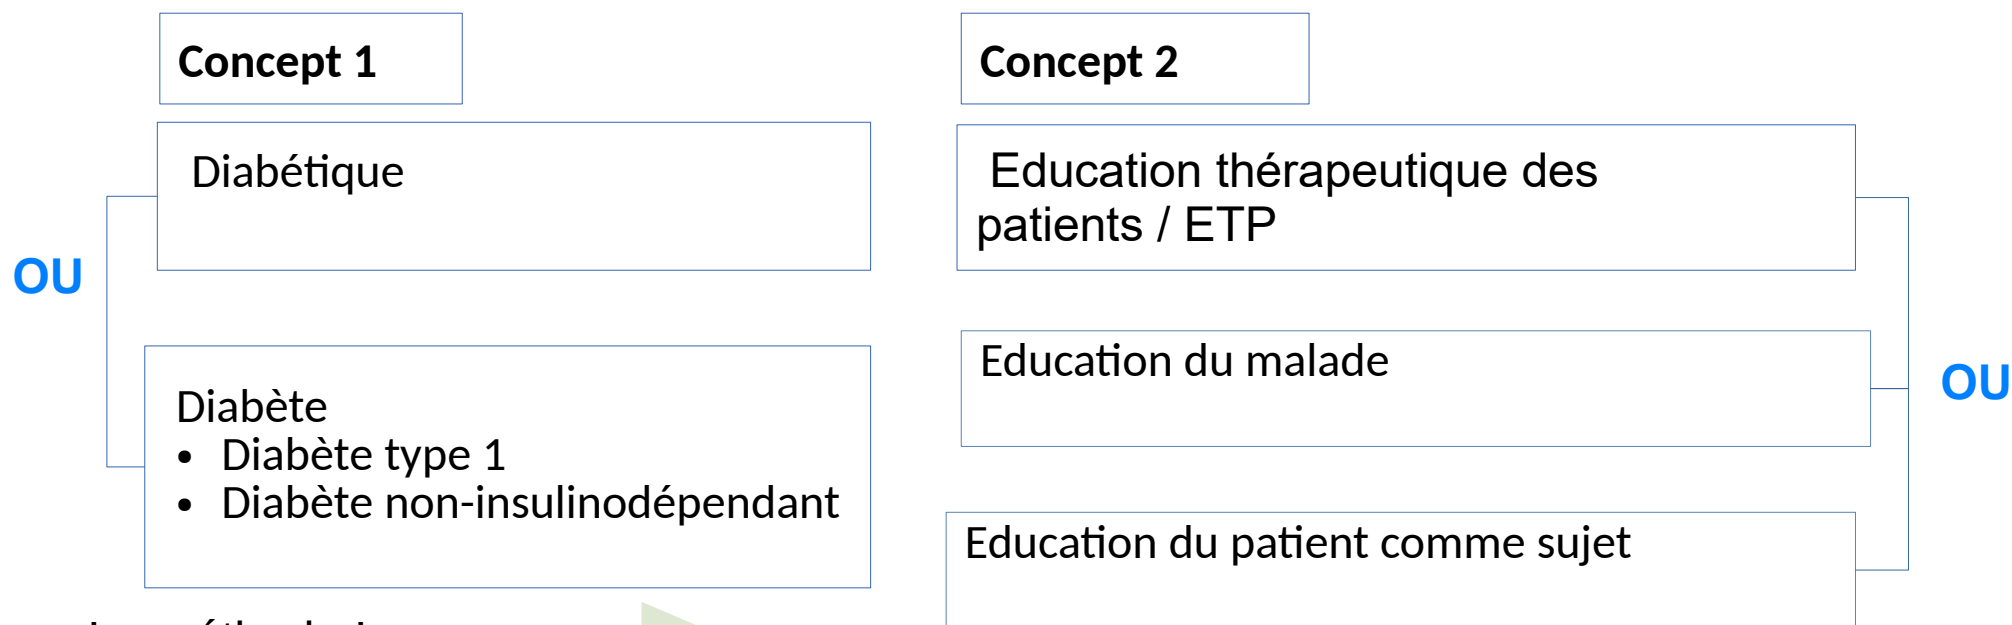 Concept 1
Diabétique
OU
Diabète
• Diabète type 1
• Diabète non-insulinodépendant
Concept 2
Education thérapeutique des
patients / ETP
Education du malade
OU
Education du patient comme sujet